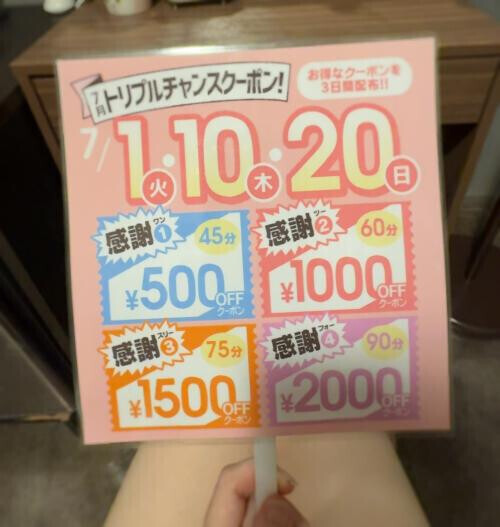 7月
トリプルチャンスクーポン!
お得なクーポンを
3日間配布!!
7/1火・10木・20日
感謝ワン1 45分
¥500OFF
クーポン
感謝ツー2 60分
¥1000OFF
クーポン
感謝スリー3 75分
¥1500OFF
クーポン
感謝フォー4 90分
¥2000OFF
クーポン